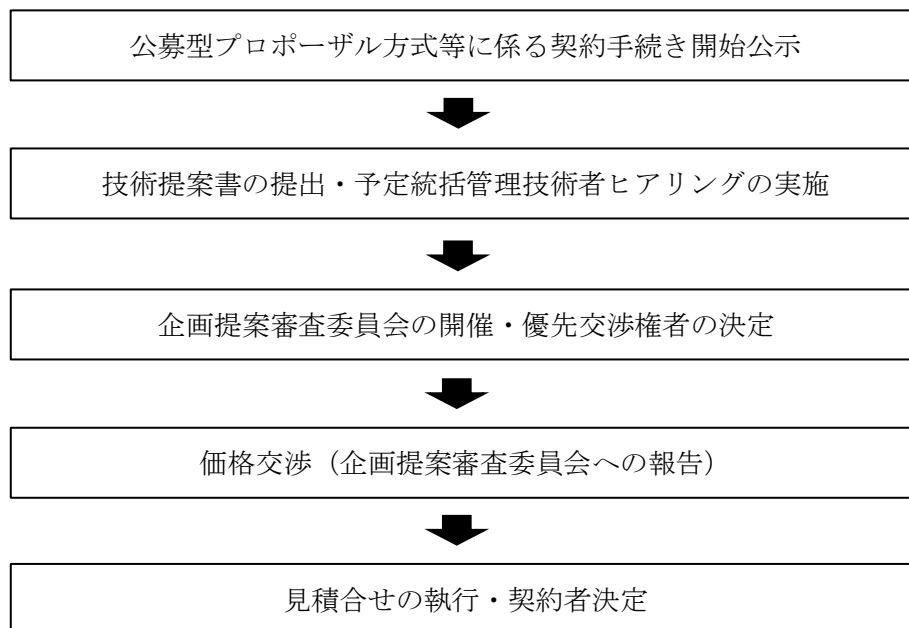 公募型プロポーザル方式等に係る契約手続き開始公示
技術提案書の提出・予定統括管理技術者ヒアリングの実施
企画提案審査委員会の開催・優先交渉権者の決定
価格交渉（企画提案審査委員会への報告）
見積合せの執行・契約者決定